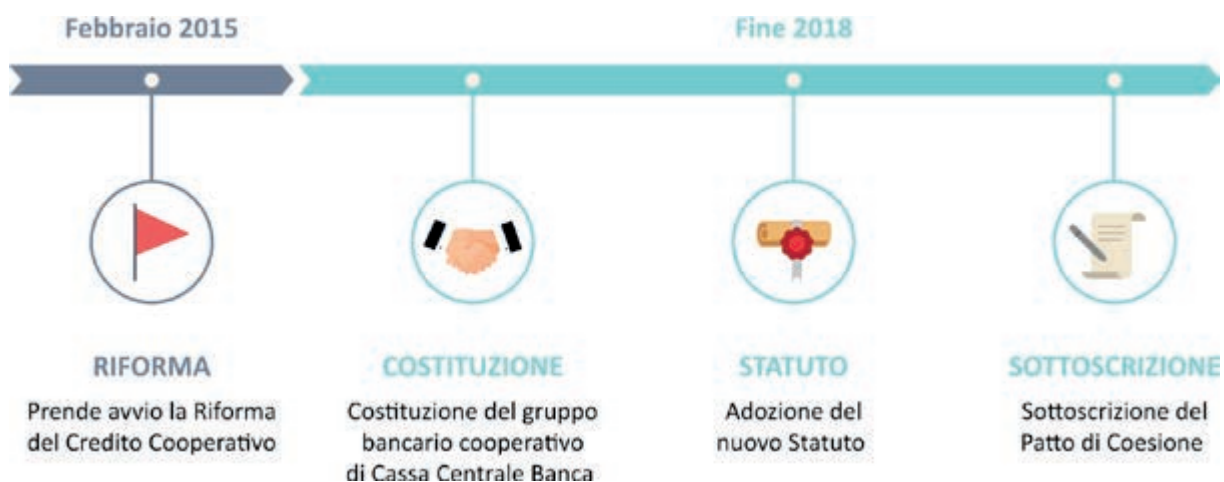 Febbraio 2015
Fine 2018
RIFORMA
Prende avvio la Riforma
del Credito Cooperativo
COSTITUZIONE
Costituzione del gruppo
bancario cooperativo
di Cassa Centrale Banca
STATUTO
Adozione del
nuovo Statuto
SOTTOSCRIZIONE
Sottoscrizione del
Patto di Coesione